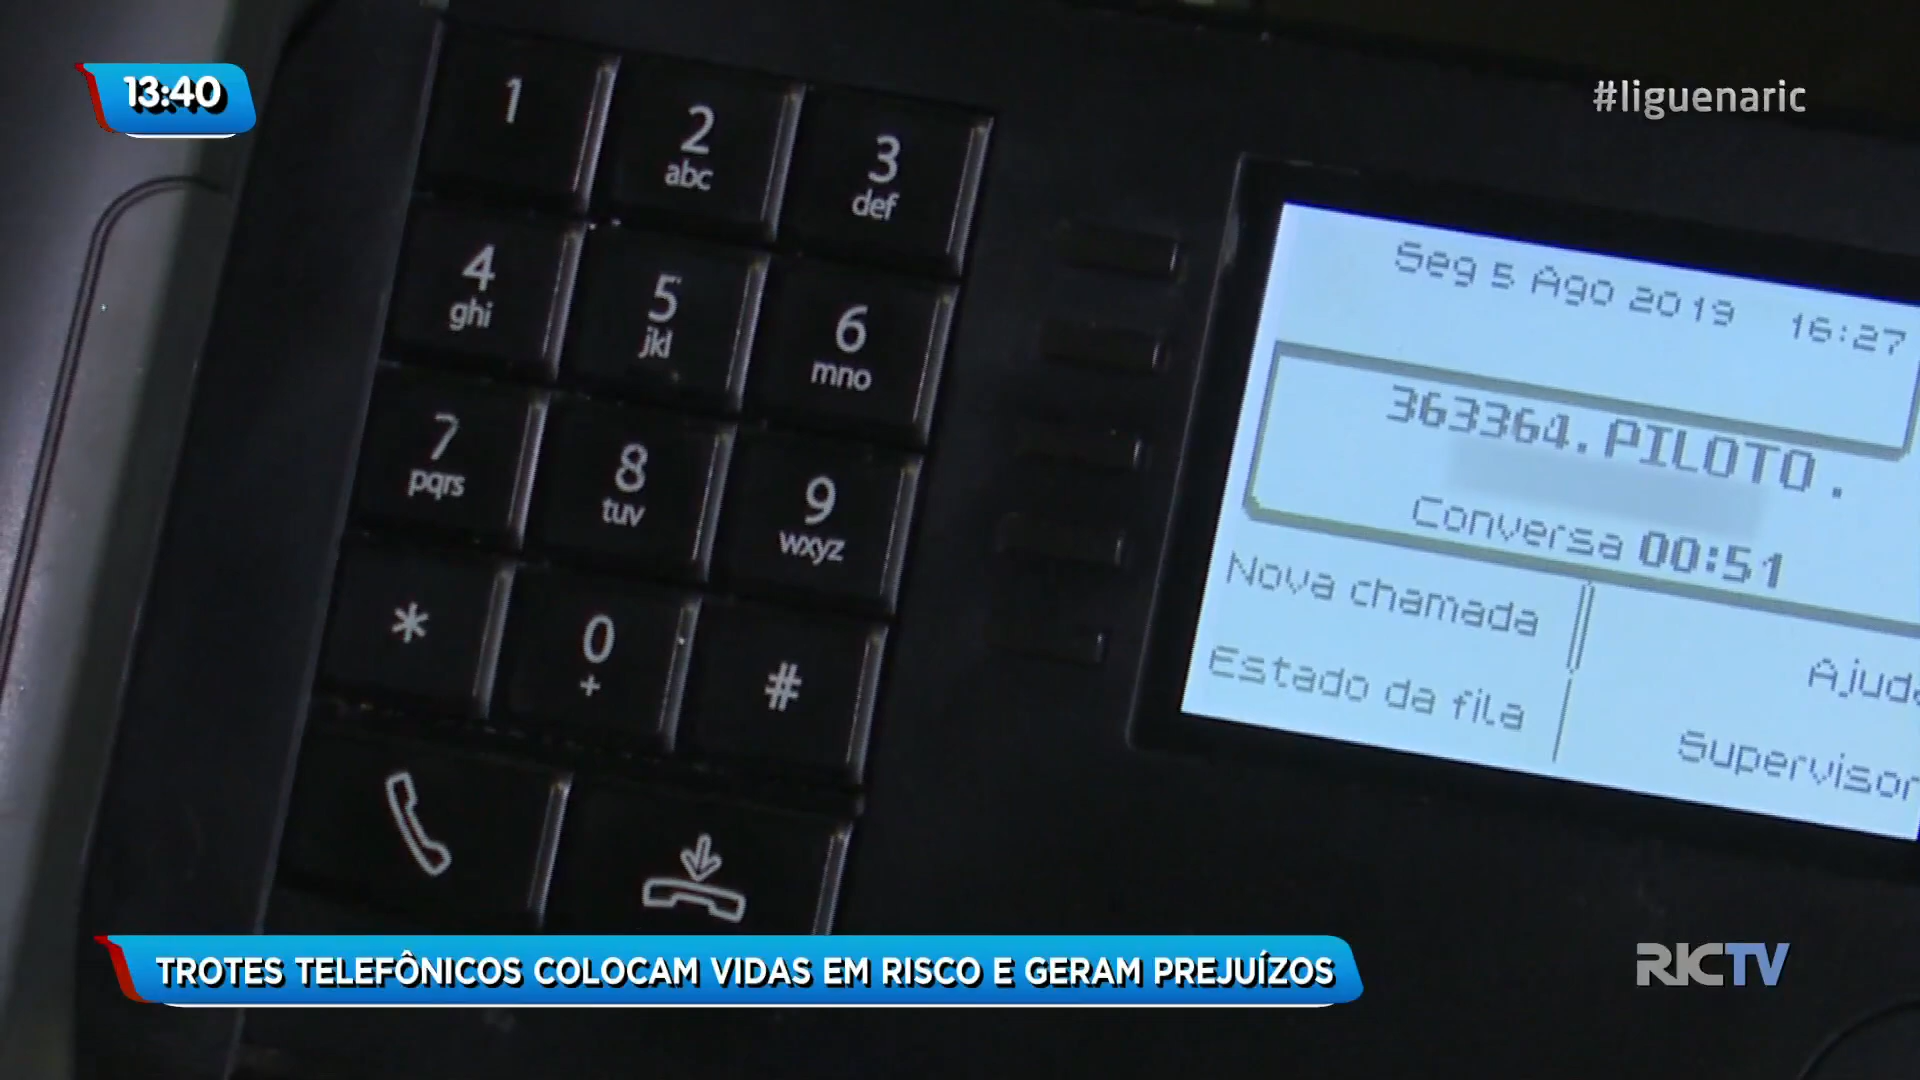 13:40
#liguenaric
1
2
abc
3
def
4
ghi
5
jkl
6
mno
7
pqrs
8
tuv
9
wxyz
*
0
+
#
Seg 5 Ago 2019 16:27
363364. PILOTO .
Conversa 00:51
Nova chamada
Estado da fila
Supervisor
TROTES TELEFÔNICOS COLOCAM VIDAS EM RISCO E GERAM PREJUÍZOS
RICTV